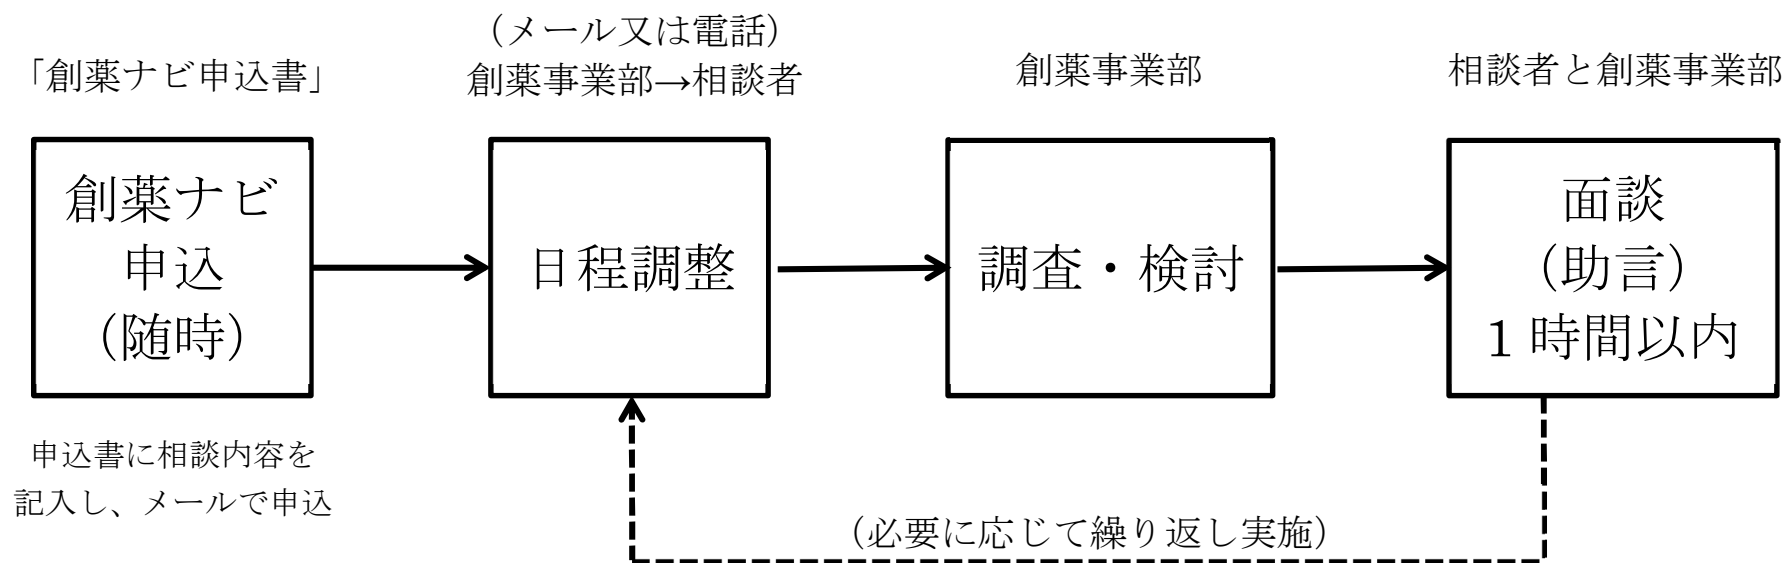 「創薬ナビ申込書」
（メール又は電話）
創薬事業部→相談者
創薬事業部
相談者と創薬事業部
創薬ナビ
申込
（随時）
日程調整
調査・検討
面談
（助言）
１時間以内
申込書に相談内容を
記入し、メールで申込
（必要に応じて繰り返し実施）